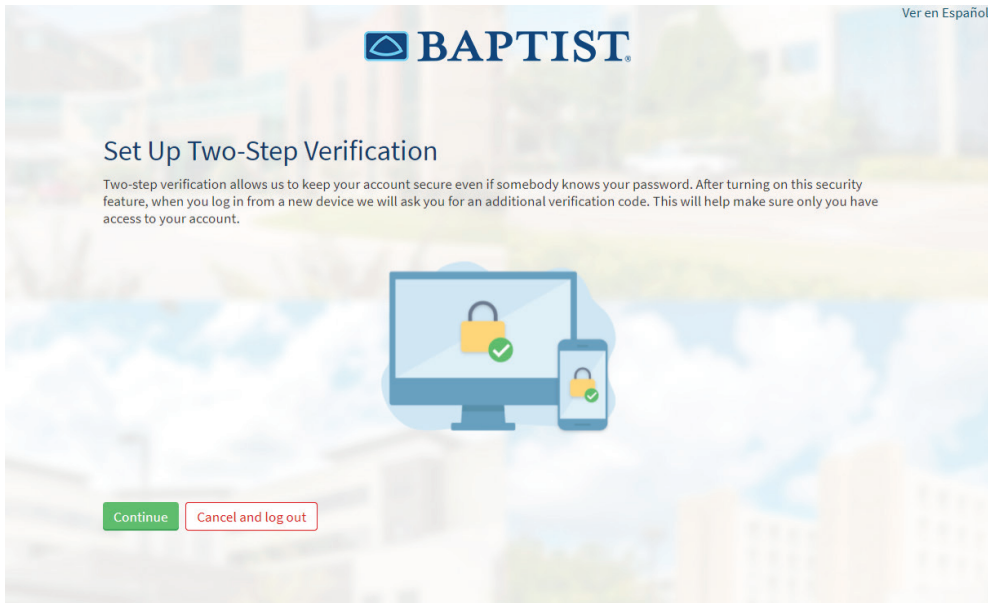 Ver en Español
BAPTIST
Set Up Two-Step Verification
Two-step verification allows us to keep your account secure even if somebody knows your password. After turning on this security
feature, when you log in from a new device we will ask you for an additional verification code. This will help make sure only you have
access to your account.
Continue
Cancel and log out